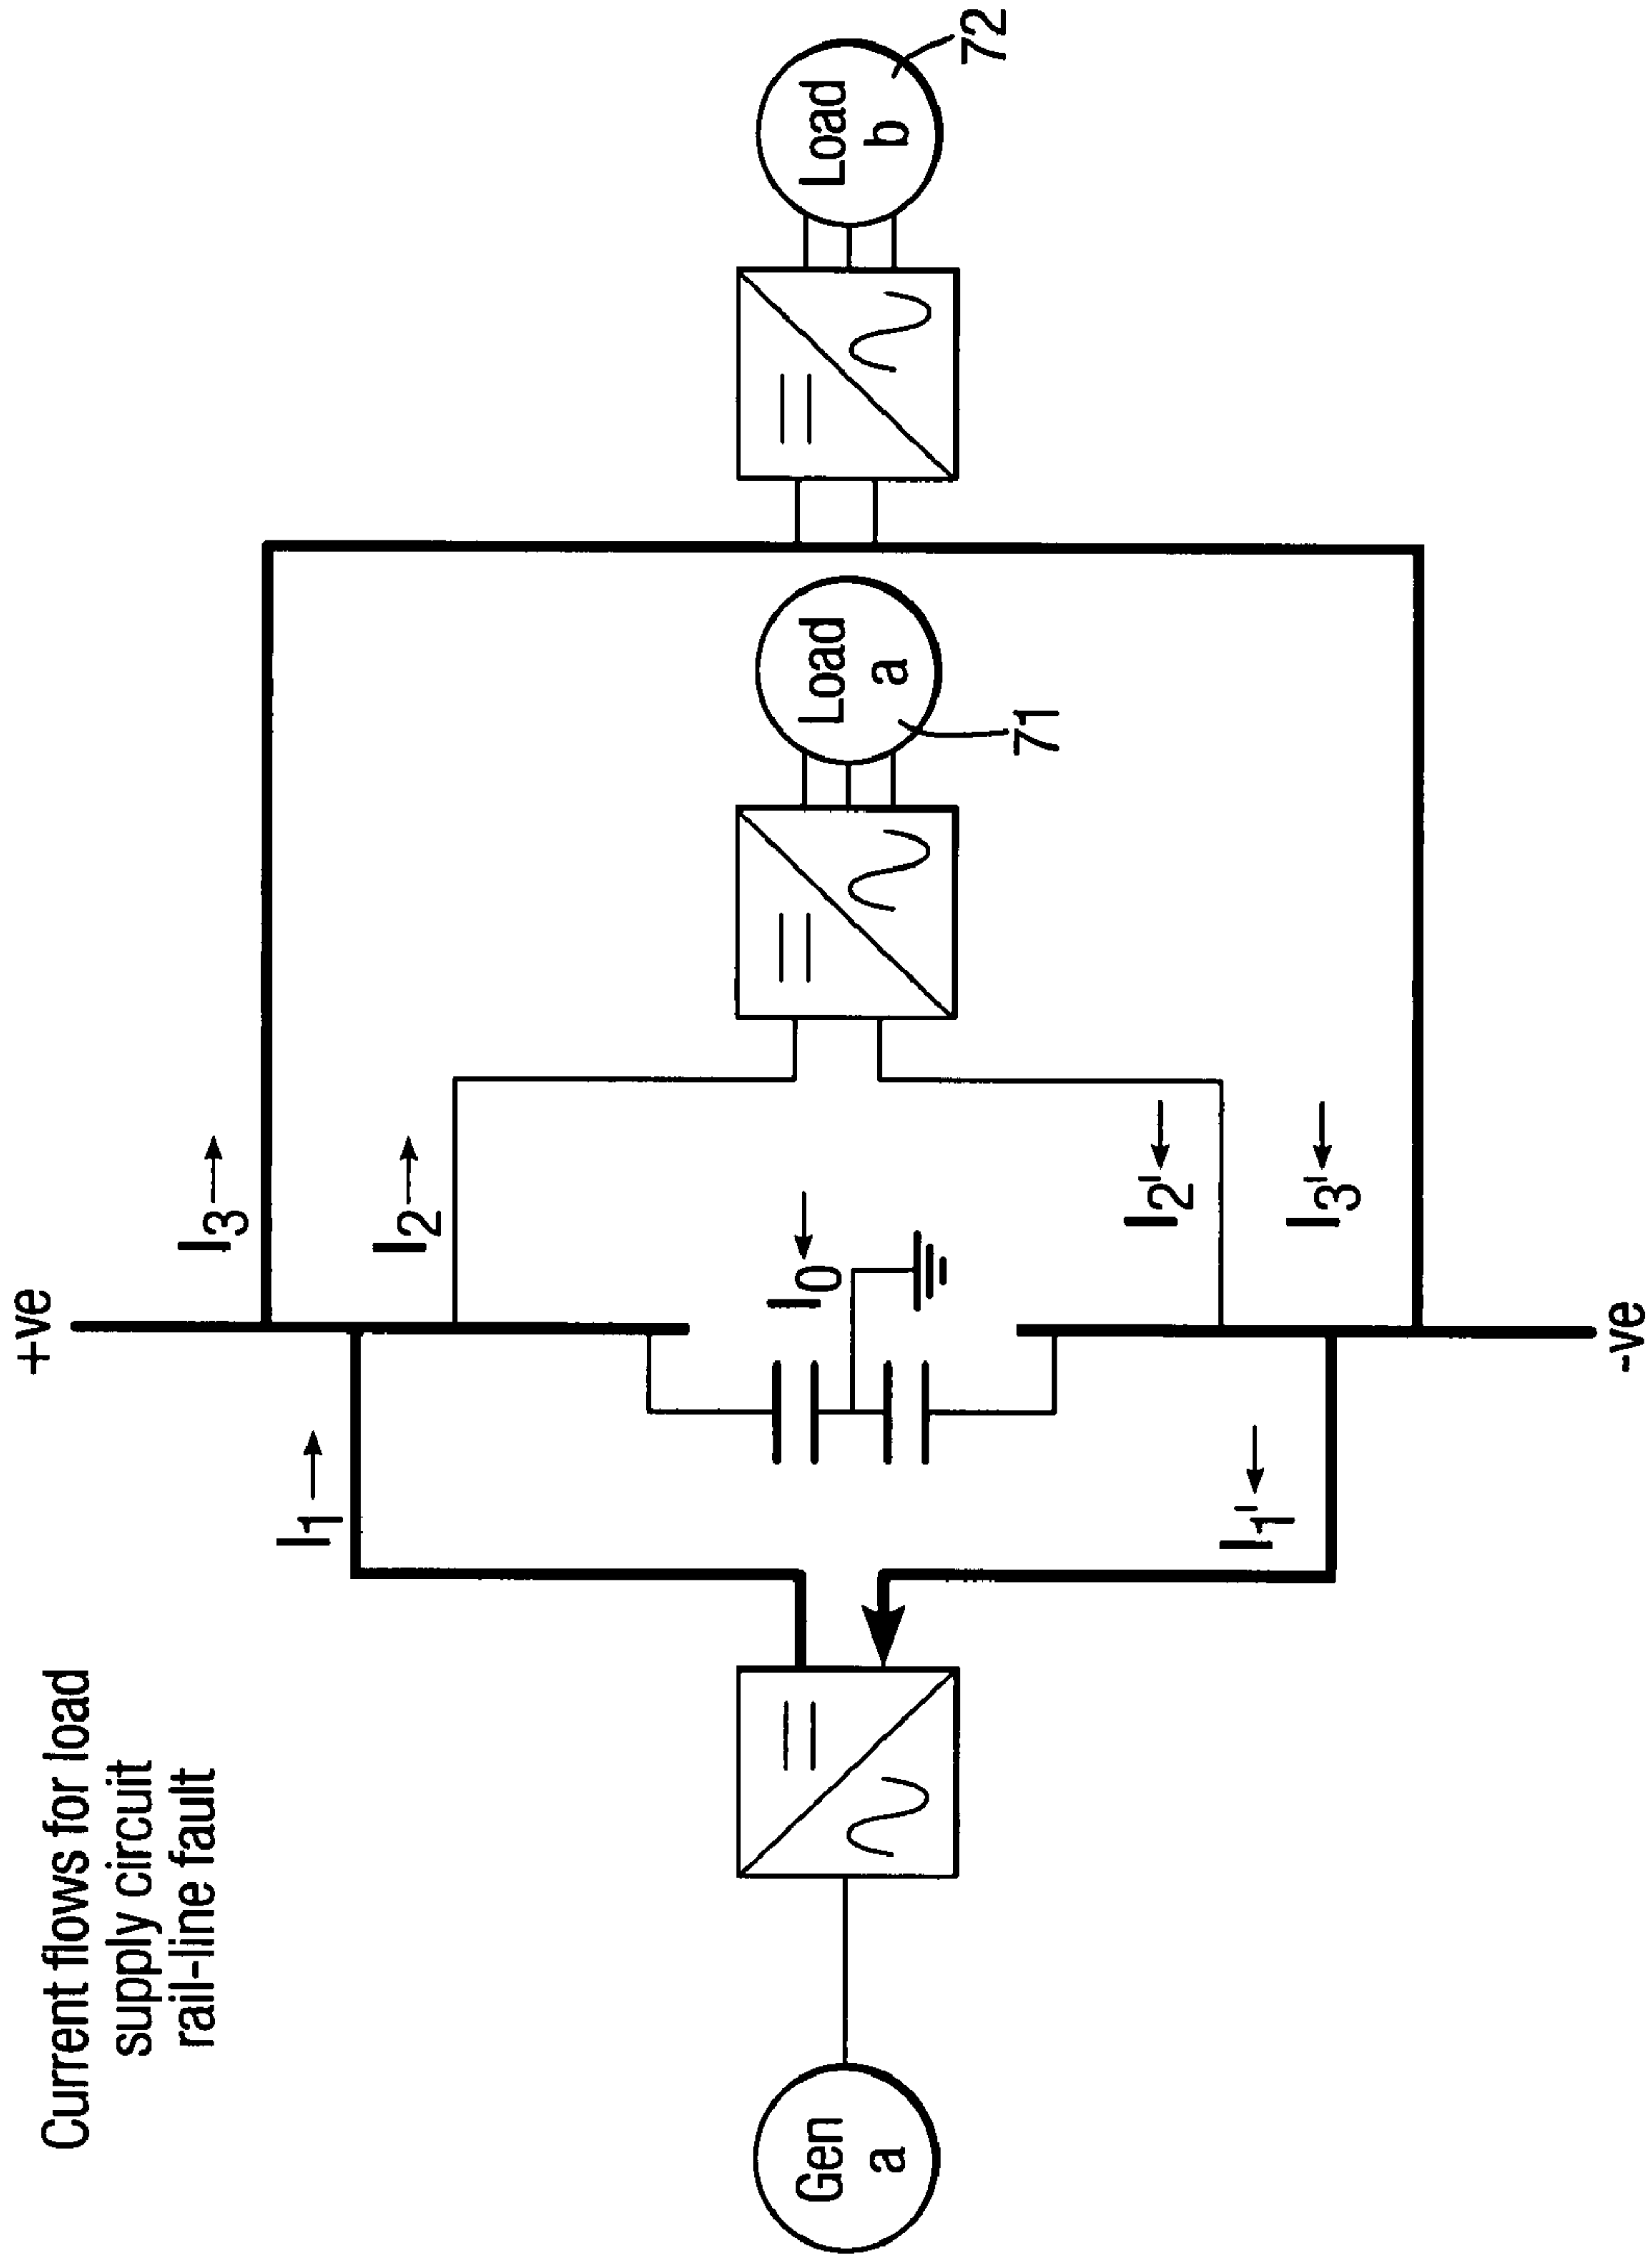 Current flows for load
supply circuit
rail-line fault
+ve
I3
I1
I2
I0
Gen
a
Load
a
71
Load
b
72
I2'
I1'
I3'
-ve